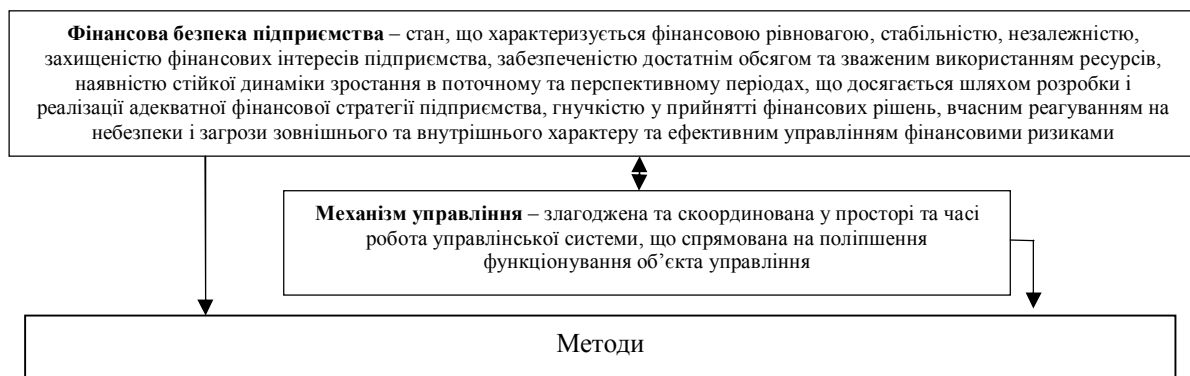 Фінансова безпека підприємства – стан, що характеризується фінансовою рівновагою, стабільністю, незалежністю,
захищеністю фінансових інтересів підприємства, забезпеченістю достатнім обсягом та зваженим використанням ресурсів,
наявністю стійкої динаміки зростання в поточному та перспективному періодах, що досягається шляхом розробки і
реалізації адекватної фінансової стратегії підприємства, гнучкістю у прийнятті фінансових рішень, вчасним реагуванням на
небезпеки і загрози зовнішнього та внутрішнього характеру та ефективним управлінням фінансовими ризиками
Механізм управління – злагоджена та скоординована у просторі та часі
робота управлінської системи, що спрямована на поліпшення
функціонування об’єкта управління
Методи